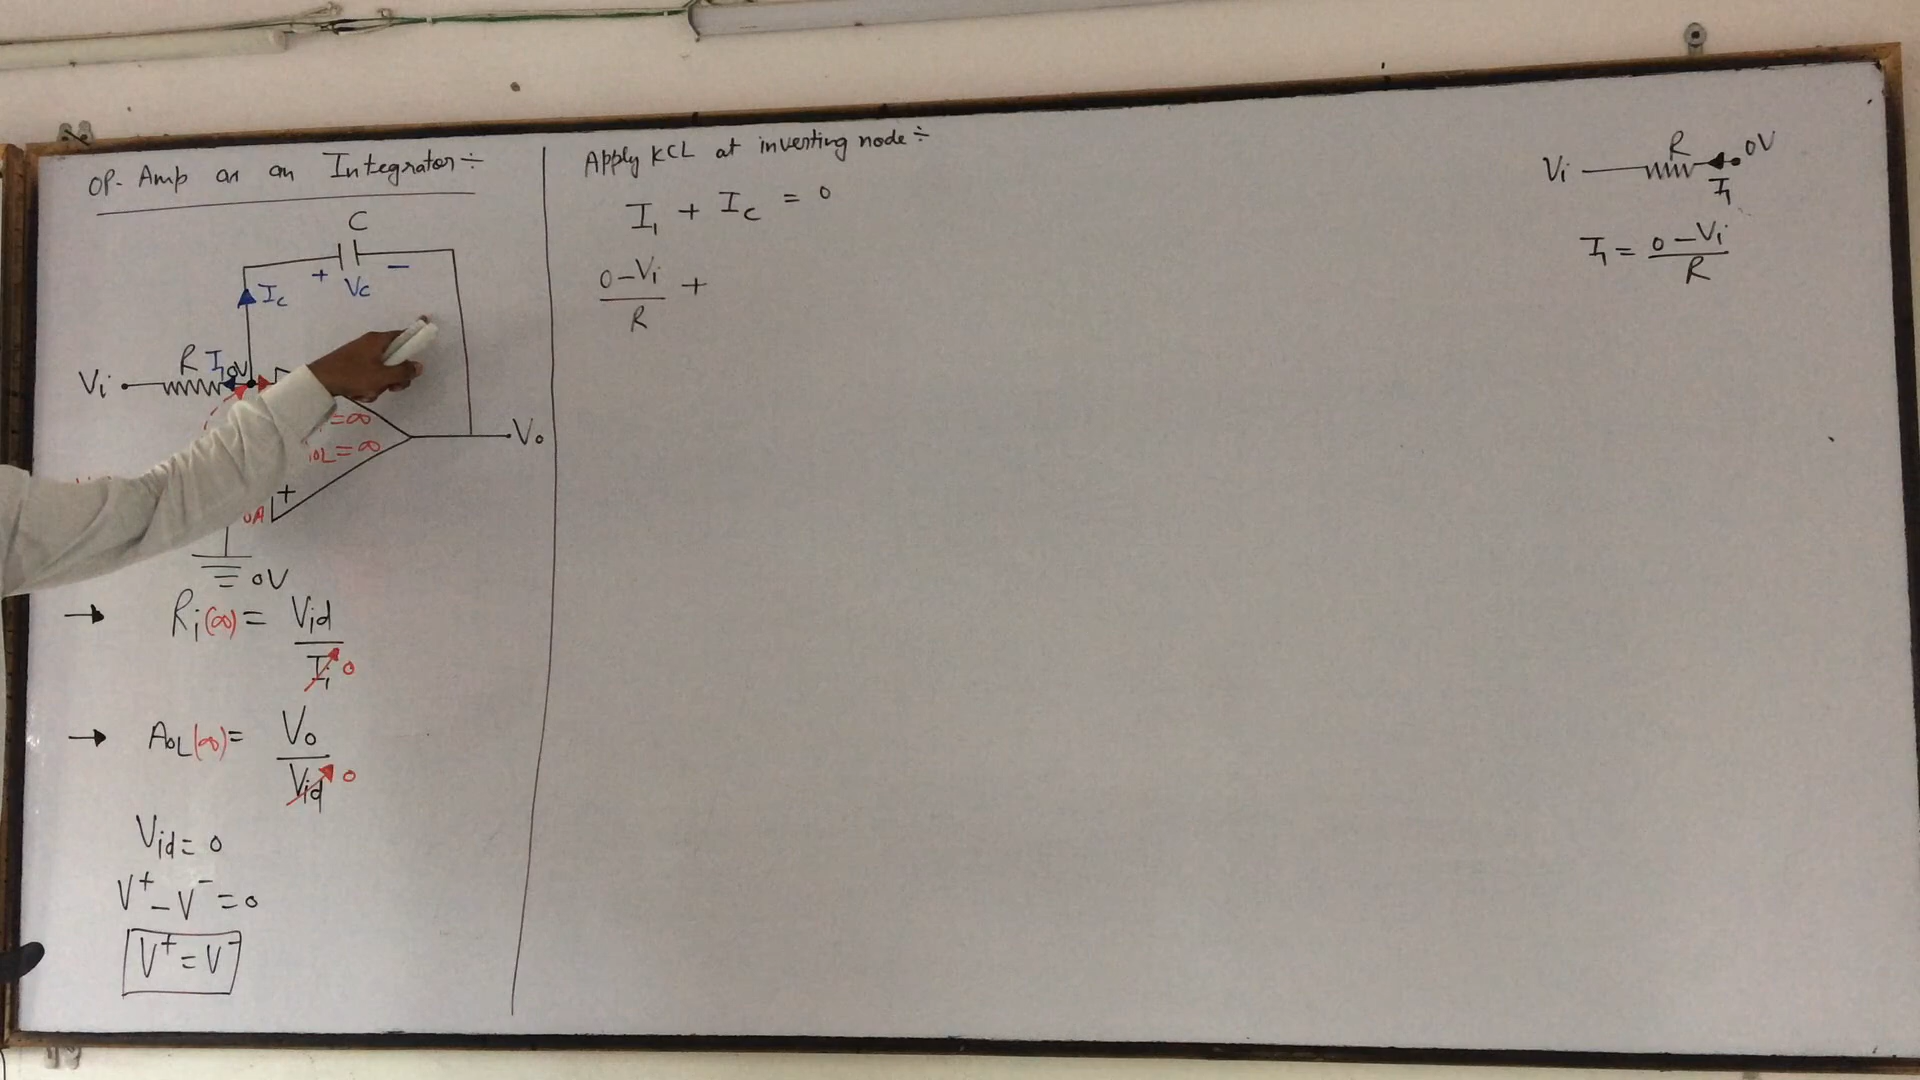 OP-Amp as an Integrator÷
C
+ Vc −
Ic
R I₁ 0V
Vi
=∞
OL=∞
Vo
+
0A
0V
→ Ri(∞) = Vid / Ii 0
→ AOL(∞) = Vo / Vid 0
Vid = 0
V⁺ − V⁻ = 0
V⁺ = V⁻
Apply KCL at inverting node÷
I₁ + Ic = 0
0−Vi / R +
Vi R 0V
I₁
I₁ = 0−Vi / R